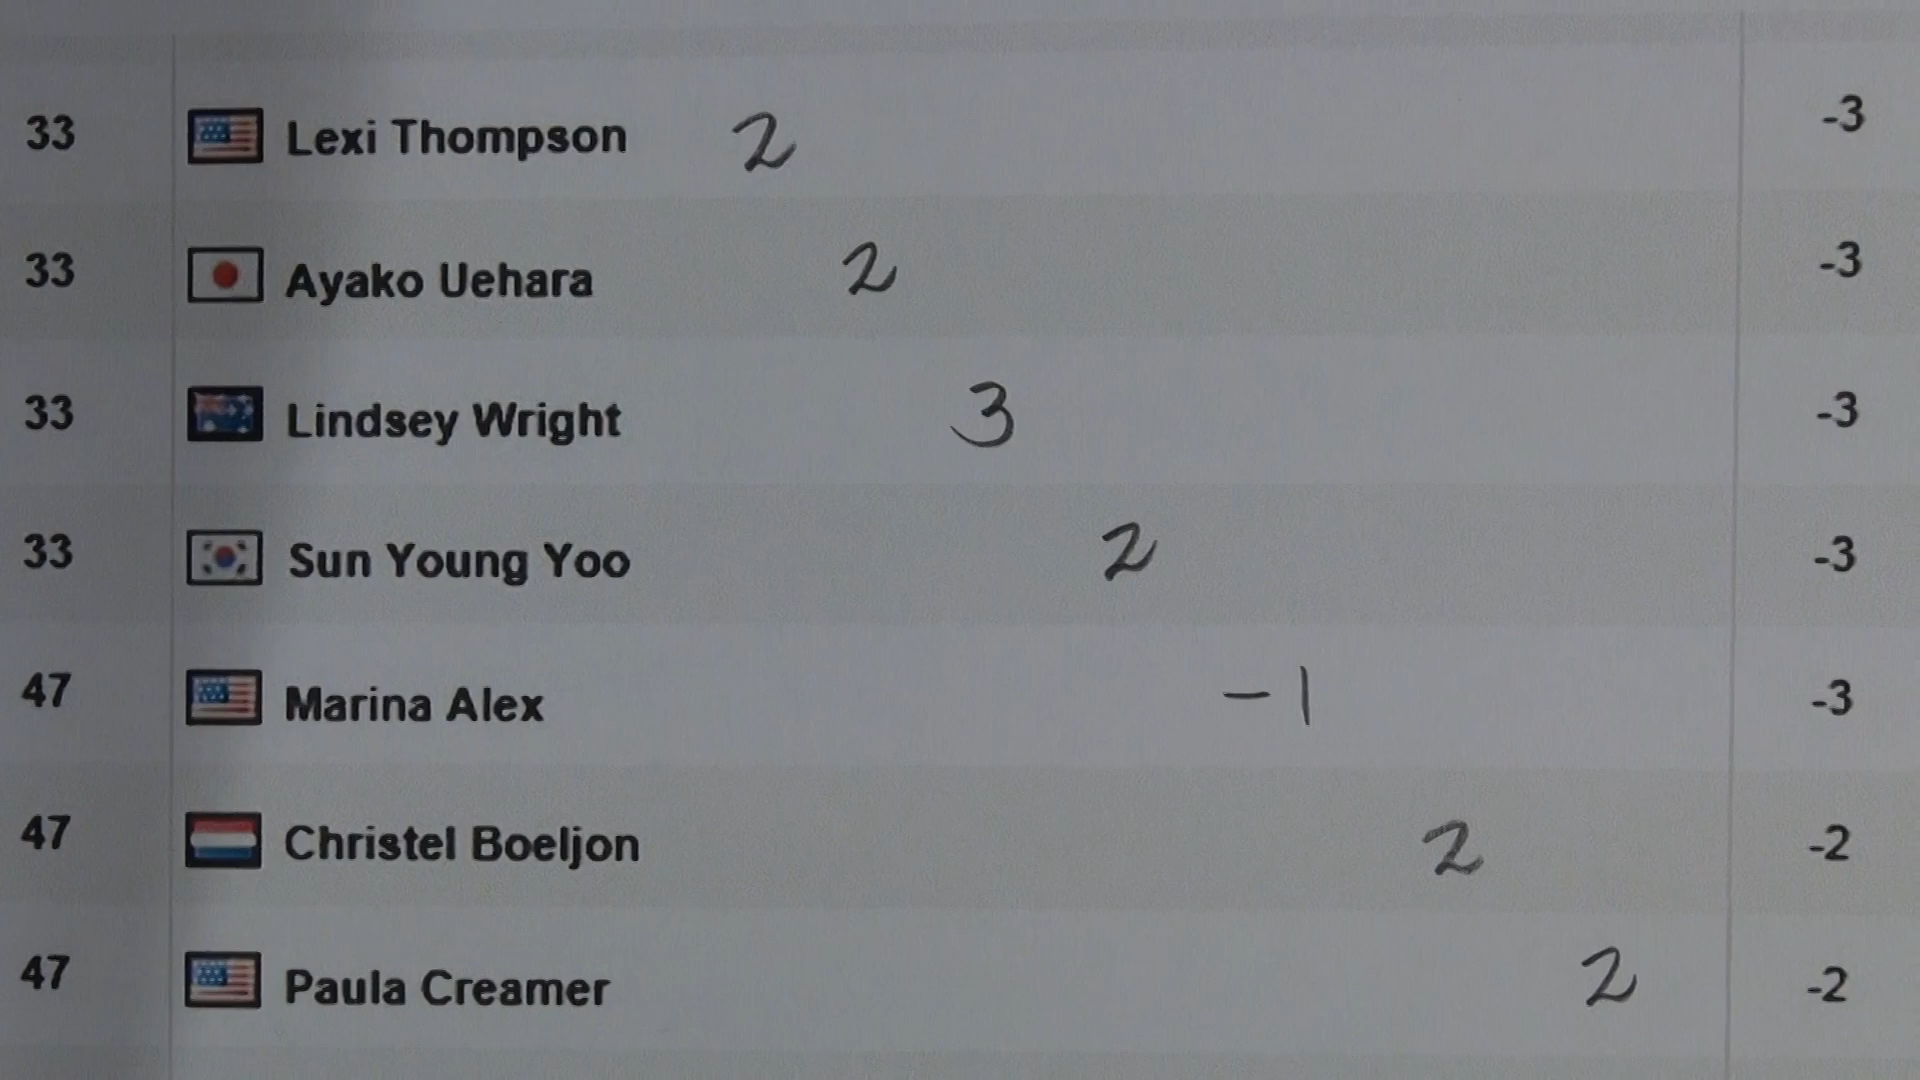 33 Lexi Thompson 2 -3
33 Ayako Uehara 2 -3
33 Lindsey Wright 3 -3
33 Sun Young Yoo 2 -3
47 Marina Alex -1 -3
47 Christel Boeljon 2 -2
47 Paula Creamer 2 -2